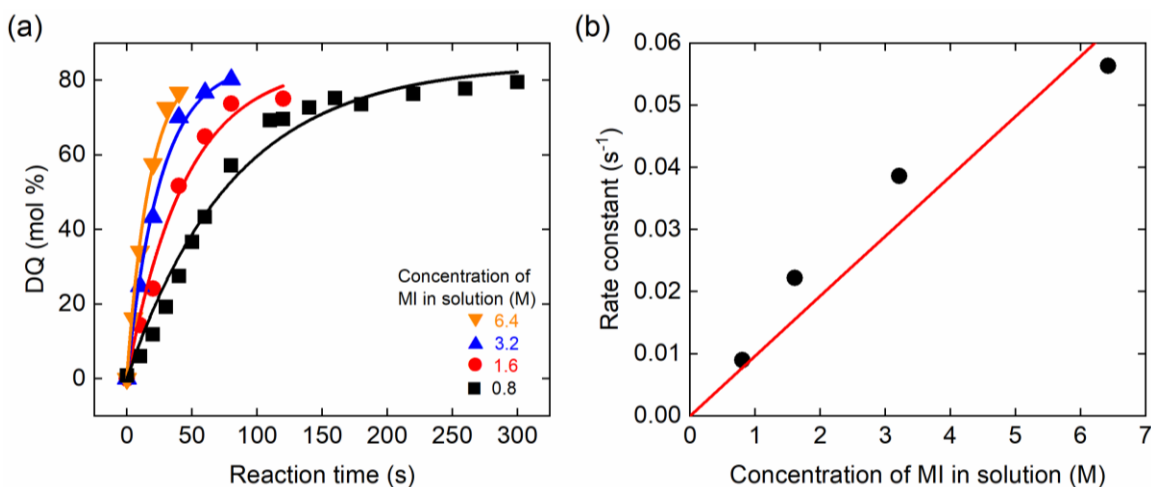 (a)
DQ (mol %)
80
60
40
20
0
0 50 100 150 200 250 300
Reaction time (s)
Concentration of
MI in solution (M)
6.4
3.2
1.6
0.8
(b)
Rate constant (s⁻¹)
0.06
0.05
0.04
0.03
0.02
0.01
0.00
0 1 2 3 4 5 6 7
Concentration of MI in solution (M)